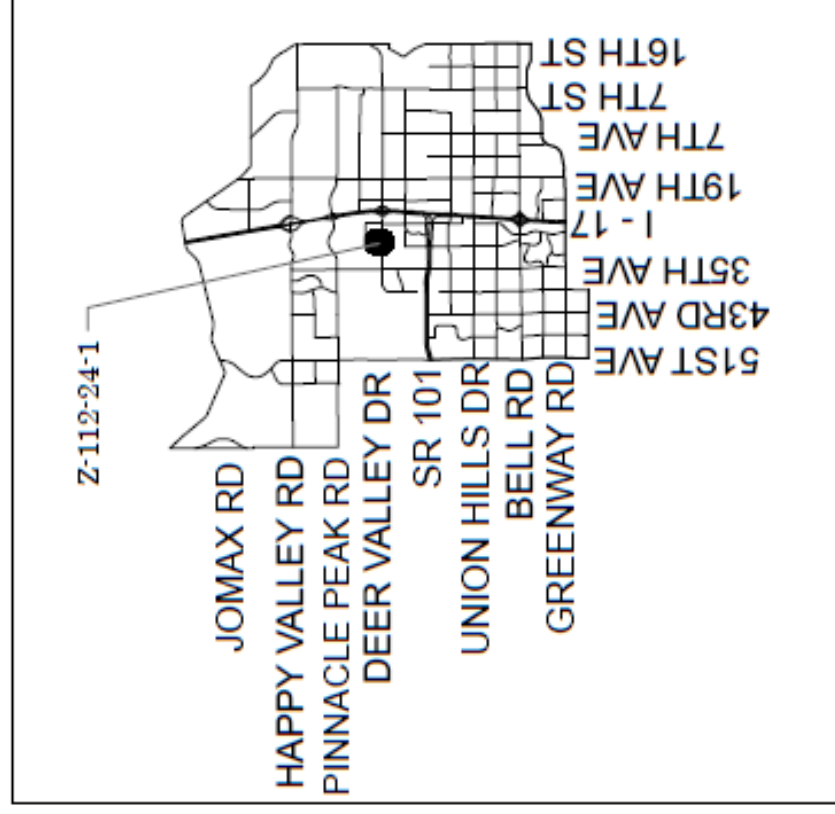 16TH ST
7TH ST
7TH AVE
19TH AVE
I - 17
35TH AVE
43RD AVE
51ST AVE
Z-112-24-1
JOMAX RD
HAPPY VALLEY RD
PINNACLE PEAK RD
DEER VALLEY DR
SR 101
UNION HILLS DR
BELL RD
GREENWAY RD